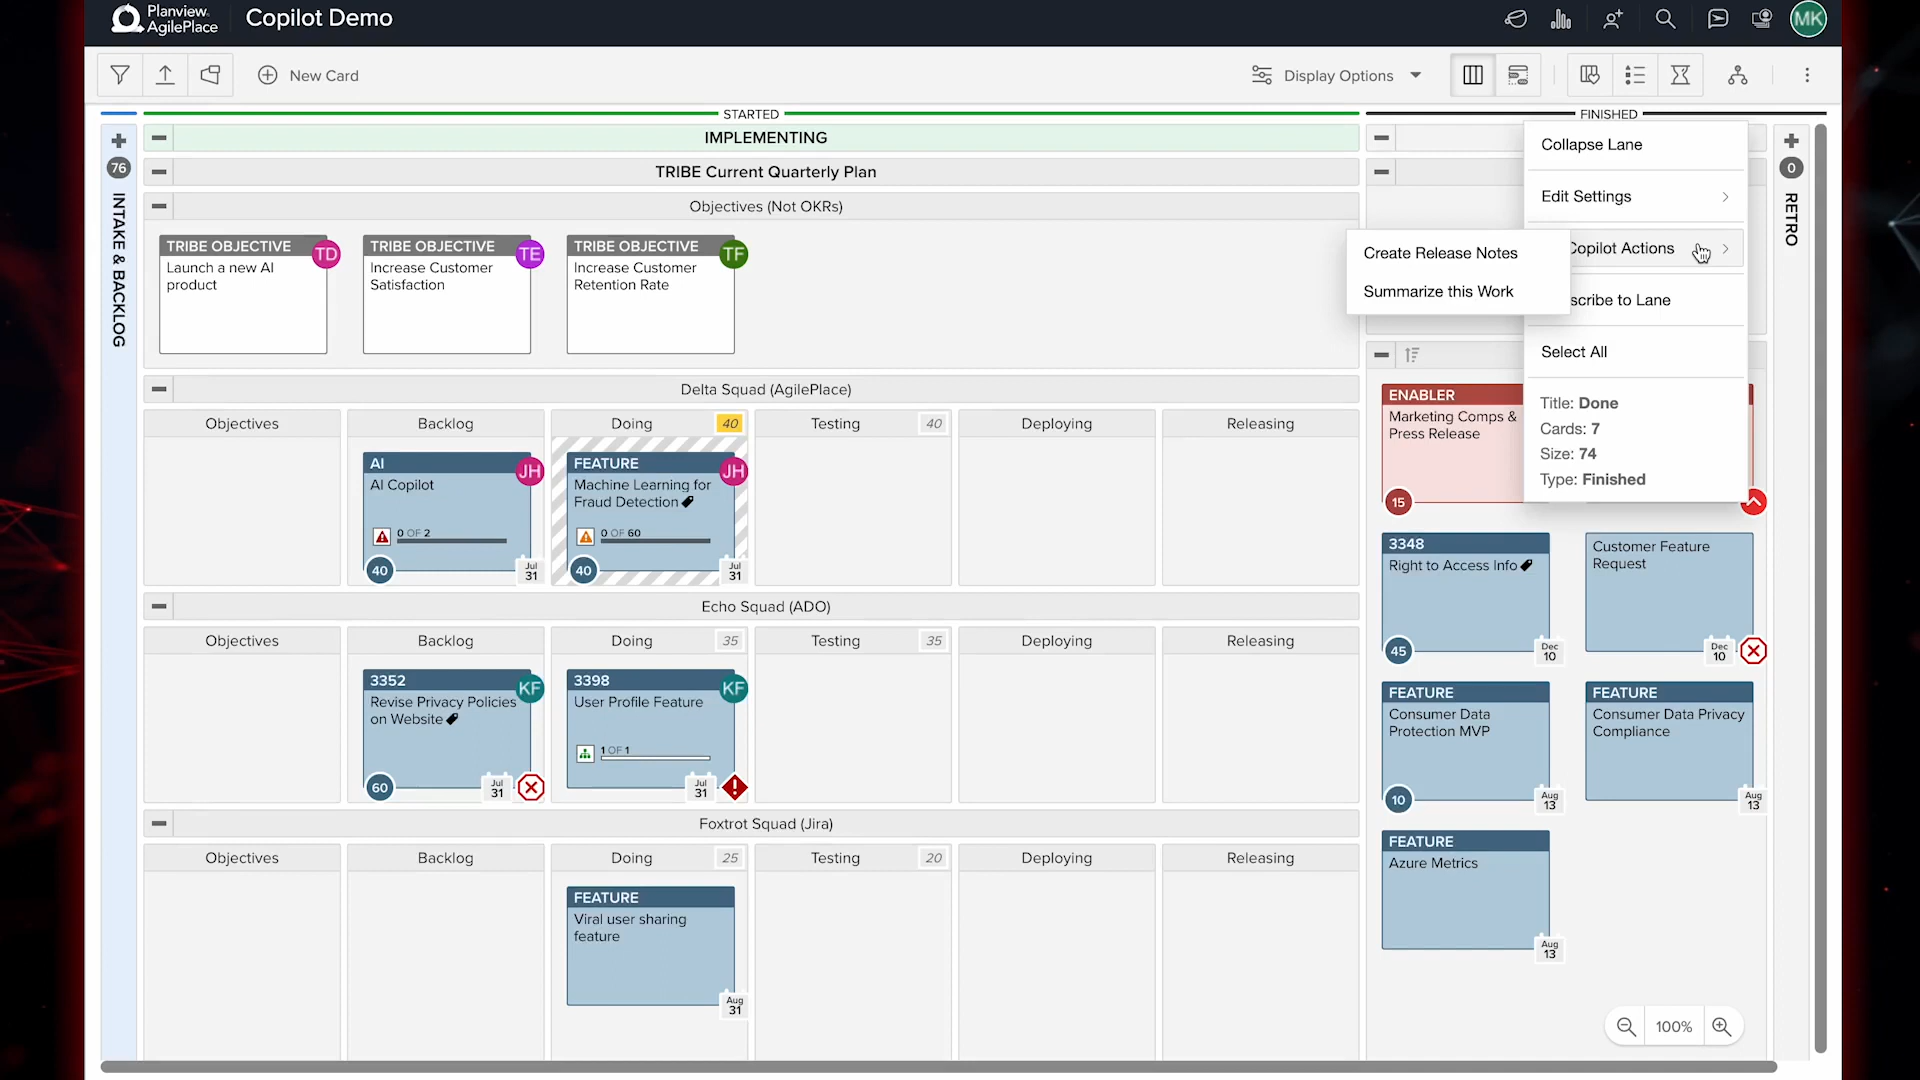 Planview
AgilePlace
Copilot Demo
MK
New Card
Display Options
STARTED
FINISHED
76
INTAKE & BACKLOG
IMPLEMENTING
TRIBE Current Quarterly Plan
Objectives (Not OKRs)
TRIBE OBJECTIVE
TD
Launch a new AI
product
TRIBE OBJECTIVE
TE
Increase Customer
Satisfaction
TRIBE OBJECTIVE
TF
Increase Customer
Retention Rate
Delta Squad (AgilePlace)
Objectives
Backlog
Doing
40
Testing
40
Deploying
Releasing
AI
JH
AI Copilot
0 OF 2
40
Jul
31
FEATURE
JH
Machine Learning for
Fraud Detection
0 OF 60
40
Jul
31
Echo Squad (ADO)
Objectives
Backlog
Doing
35
Testing
35
Deploying
Releasing
3352
KF
Revise Privacy Policies
on Website
60
Jul
31
3398
KF
User Profile Feature
1 OF 1
Jul
31
Foxtrot Squad (Jira)
Objectives
Backlog
Doing
25
Testing
20
Deploying
Releasing
FEATURE
Viral user sharing
feature
Aug
31
Collapse Lane
Edit Settings
Copilot Actions
Create Release Notes
Summarize this Work
scribe to Lane
Select All
Title: Done
Cards: 7
Size: 74
Type: Finished
ENABLER
Marketing Comps &
Press Release
15
3348
Right to Access Info
45
Dec
10
Customer Feature
Request
Dec
10
FEATURE
Consumer Data
Protection MVP
10
Aug
13
FEATURE
Consumer Data Privacy
Compliance
Aug
13
FEATURE
Azure Metrics
Aug
13
0
RETRO
100%